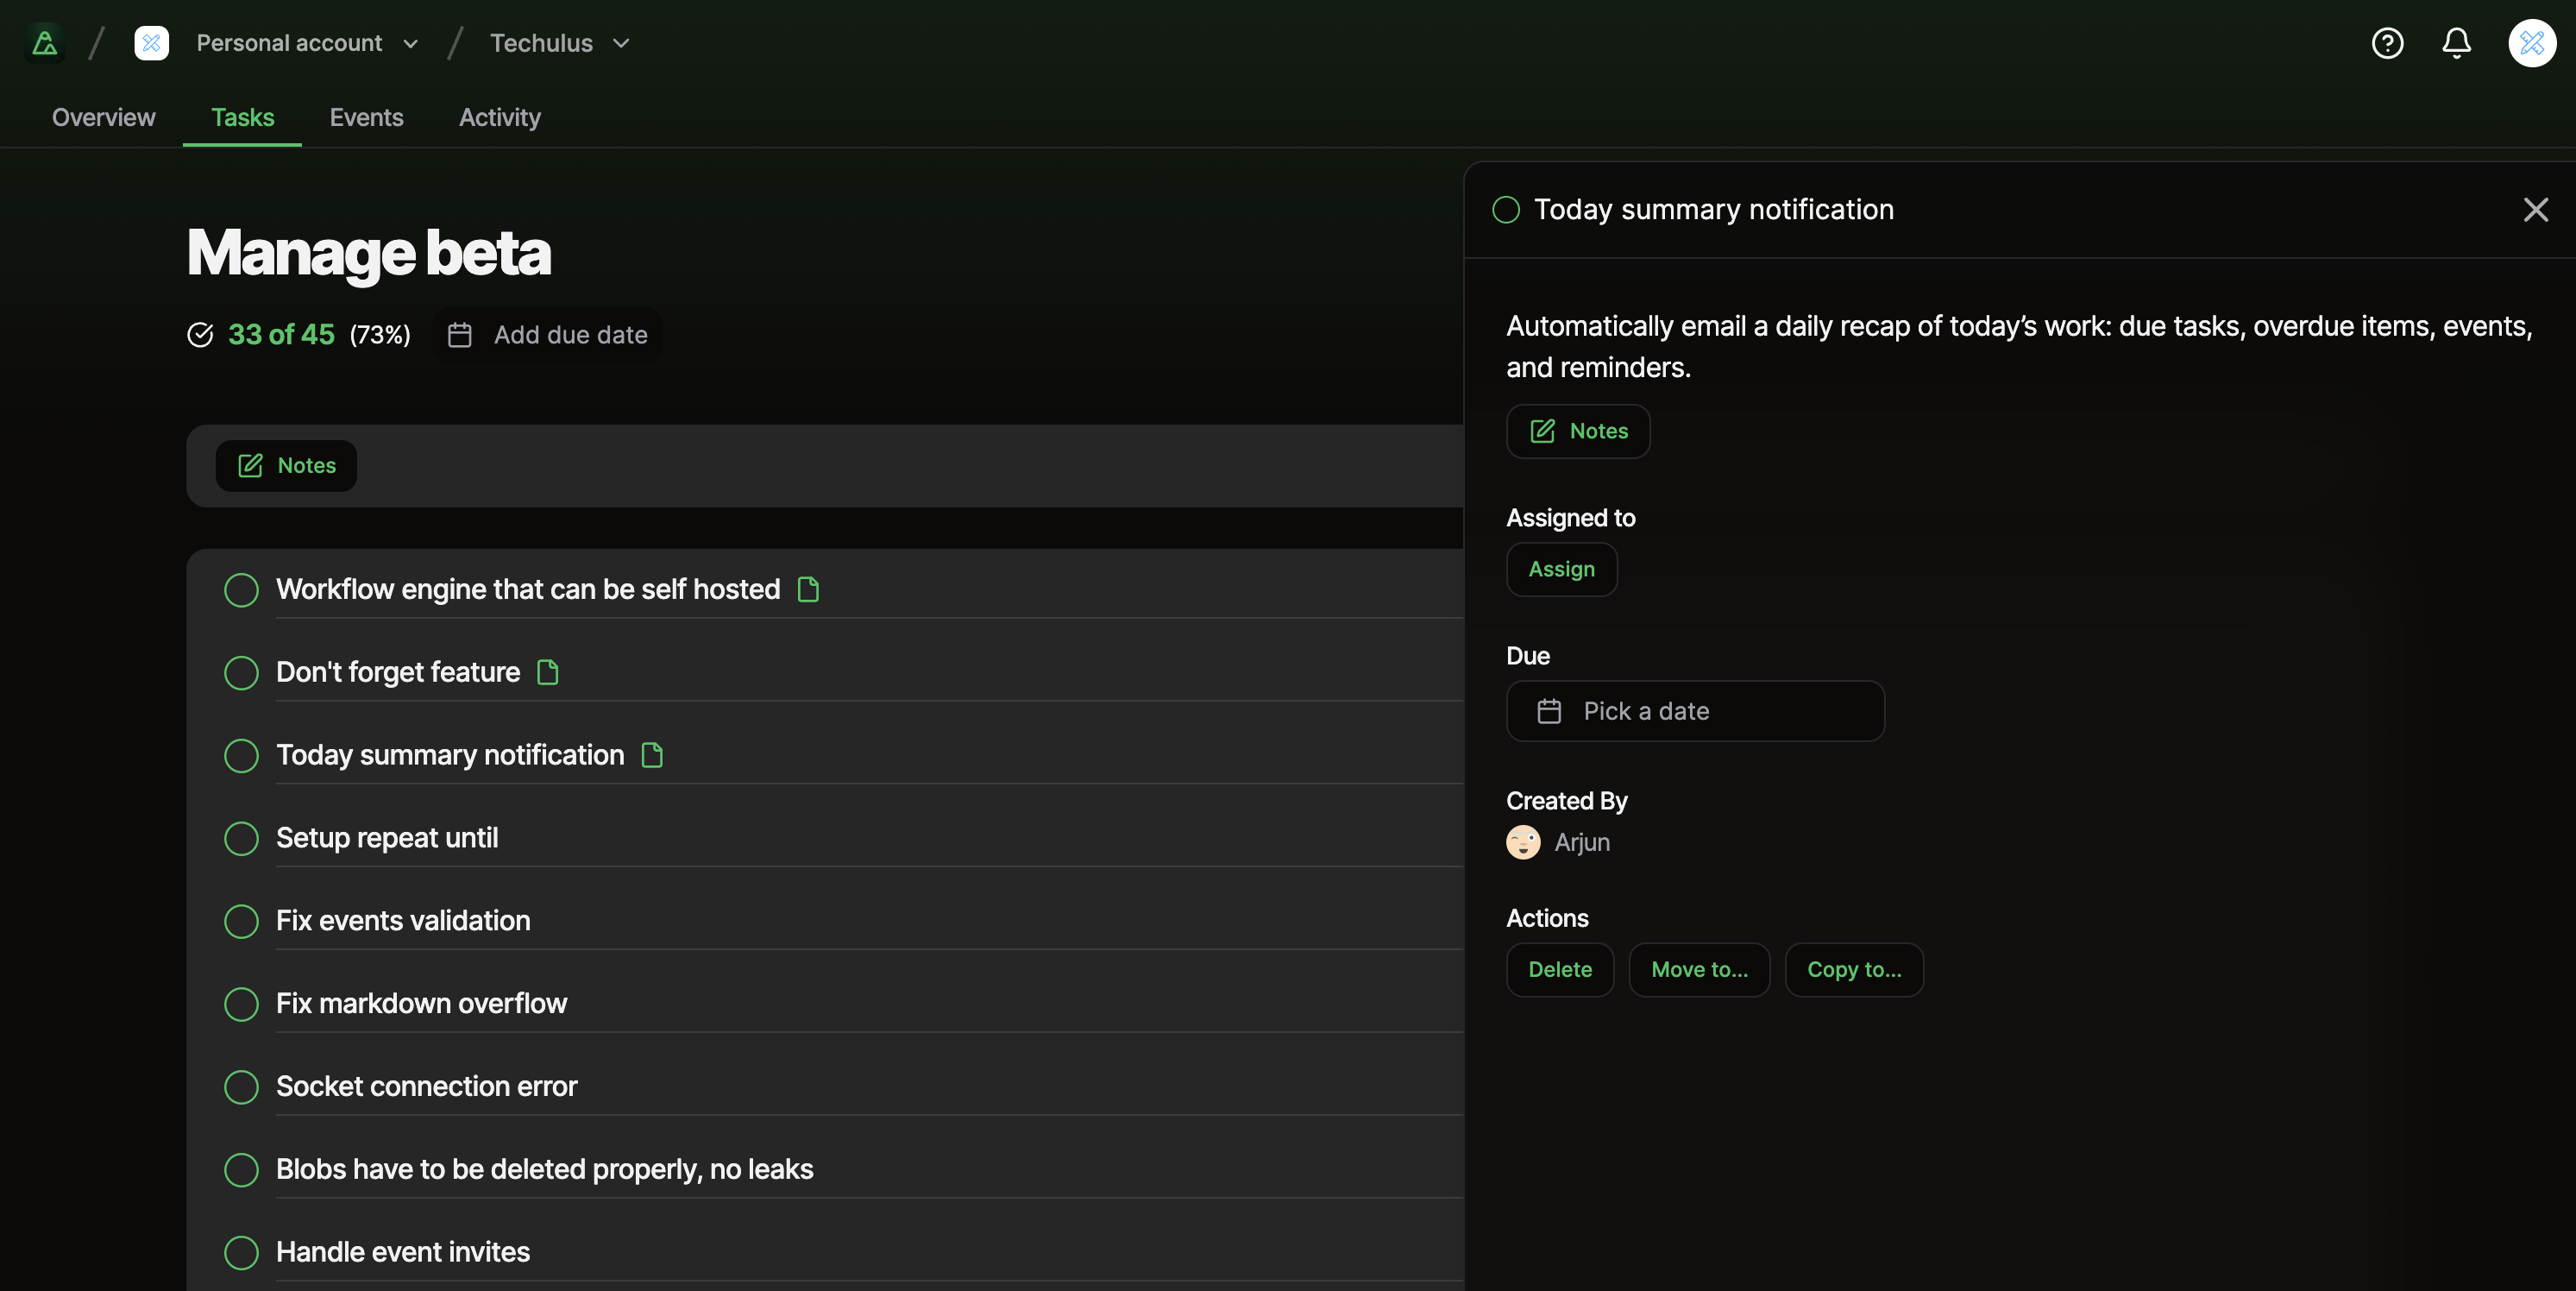 Personal account
Techulus
Overview
Tasks
Events
Activity
Manage beta
33 of 45 (73%)
Add due date
Notes
Workflow engine that can be self hosted
Don't forget feature
Today summary notification
Setup repeat until
Fix events validation
Fix markdown overflow
Socket connection error
Blobs have to be deleted properly, no leaks
Handle event invites
Today summary notification
Automatically email a daily recap of today’s work: due tasks, overdue items, events,
and reminders.
Notes
Assigned to
Assign
Due
Pick a date
Created By
Arjun
Actions
Delete
Move to...
Copy to...